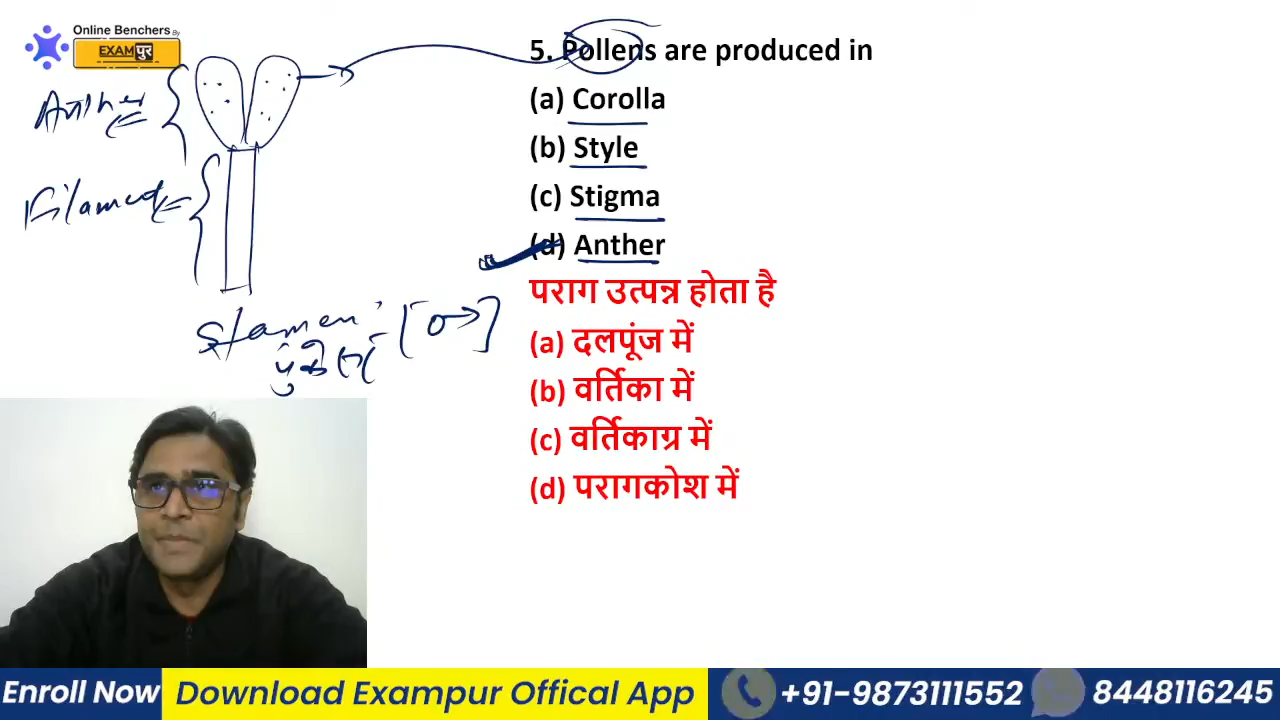 Online Benchers By
EXAMपुर
5. Pollens are produced in
(a) Corolla
(b) Style
(c) Stigma
(d) Anther
Anther
Filament
Stamen
पराग उत्पन्न होता है
(a) दलपूंज में
(b) वर्तिका में
(c) वर्तिकाग्र में
(d) परागकोश में
Enroll Now
Download Exampur Offical App
+91-9873111552
8448116245